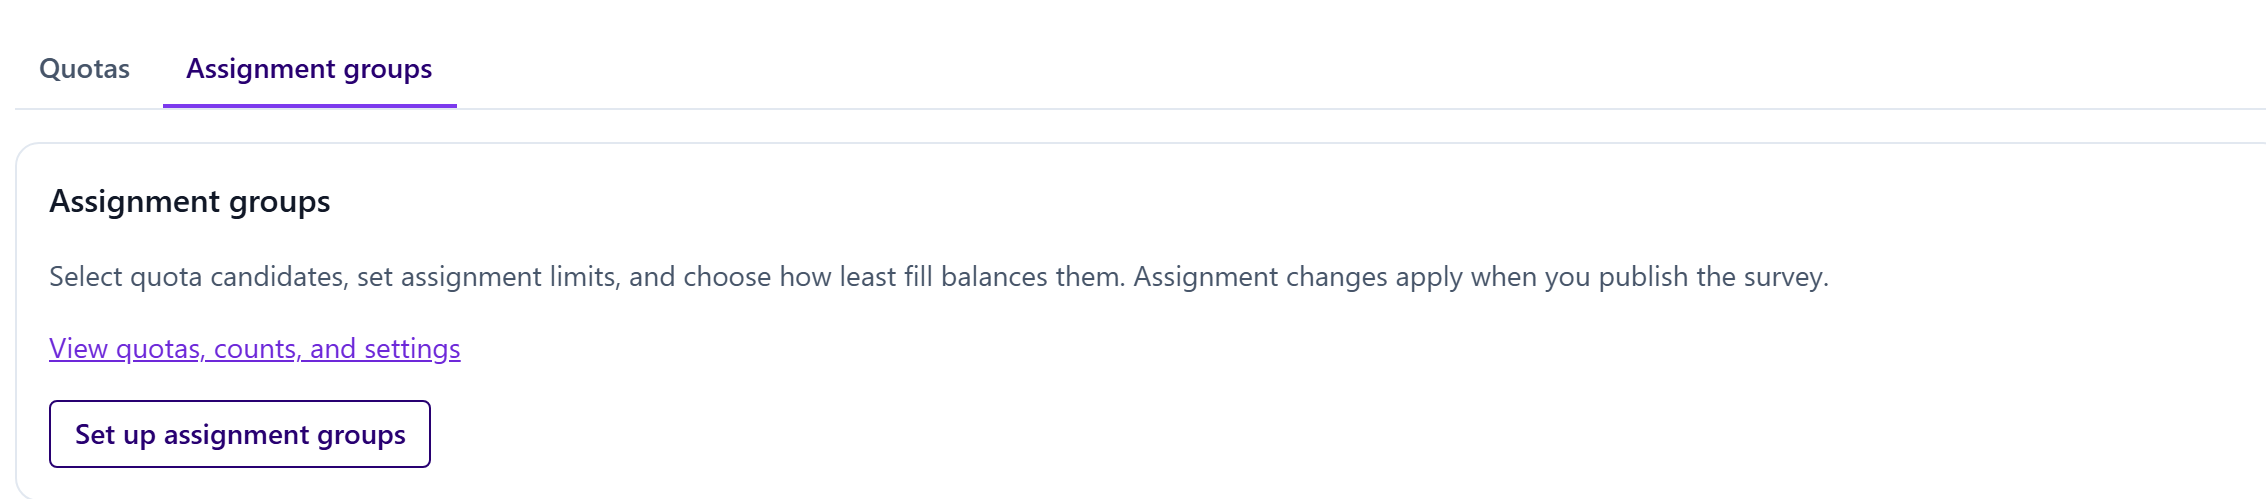 Quotas
Assignment groups
Assignment groups
Select quota candidates, set assignment limits, and choose how least fill balances them. Assignment changes apply when you publish the survey.
View quotas, counts, and settings
Set up assignment groups